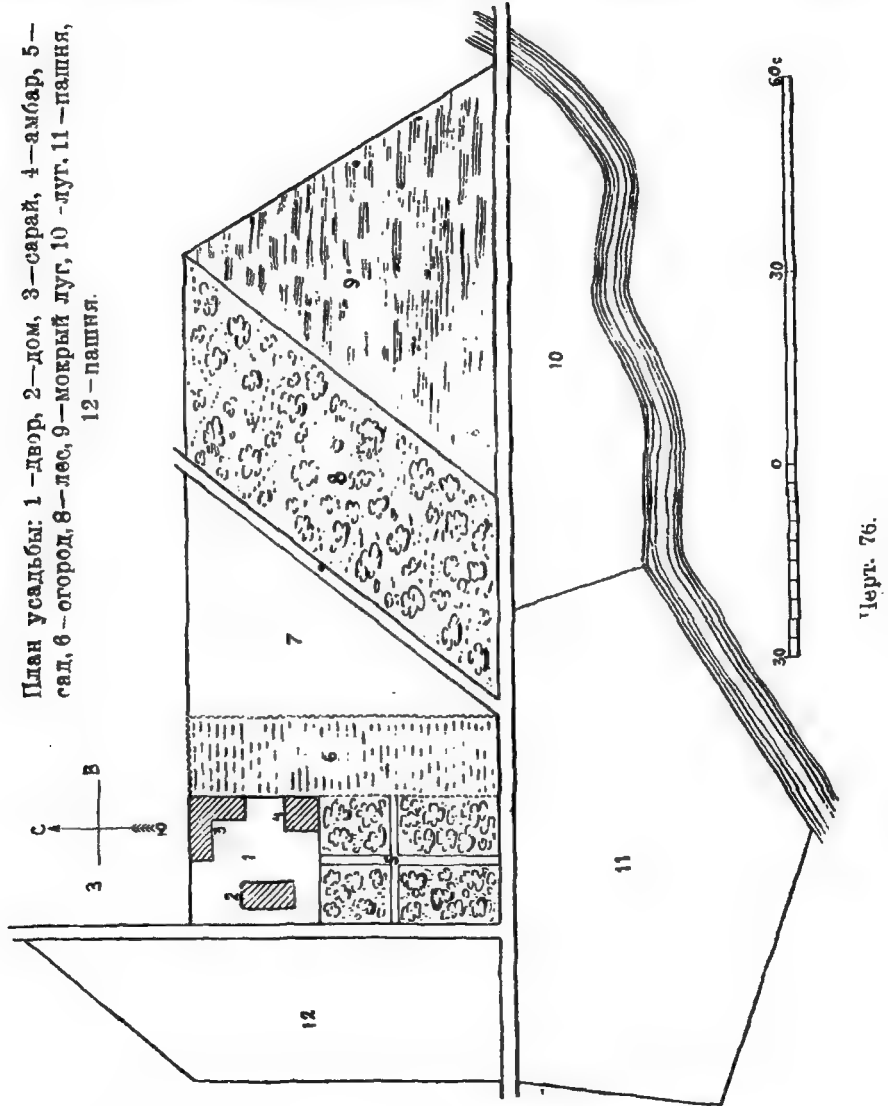 План усадьбы: 1 -двор, 2—дом, 3—сарай, 4—амбар, 5—
сад, 6—огород, 8—лес, 9—мокрый луг, 10 -луг. 11—пашня,
12—пашня.
С
З В
Ю
1
2
3
4
5
6
7
8
9
10
11
12
30 0 30 60 с
Черт. 76.